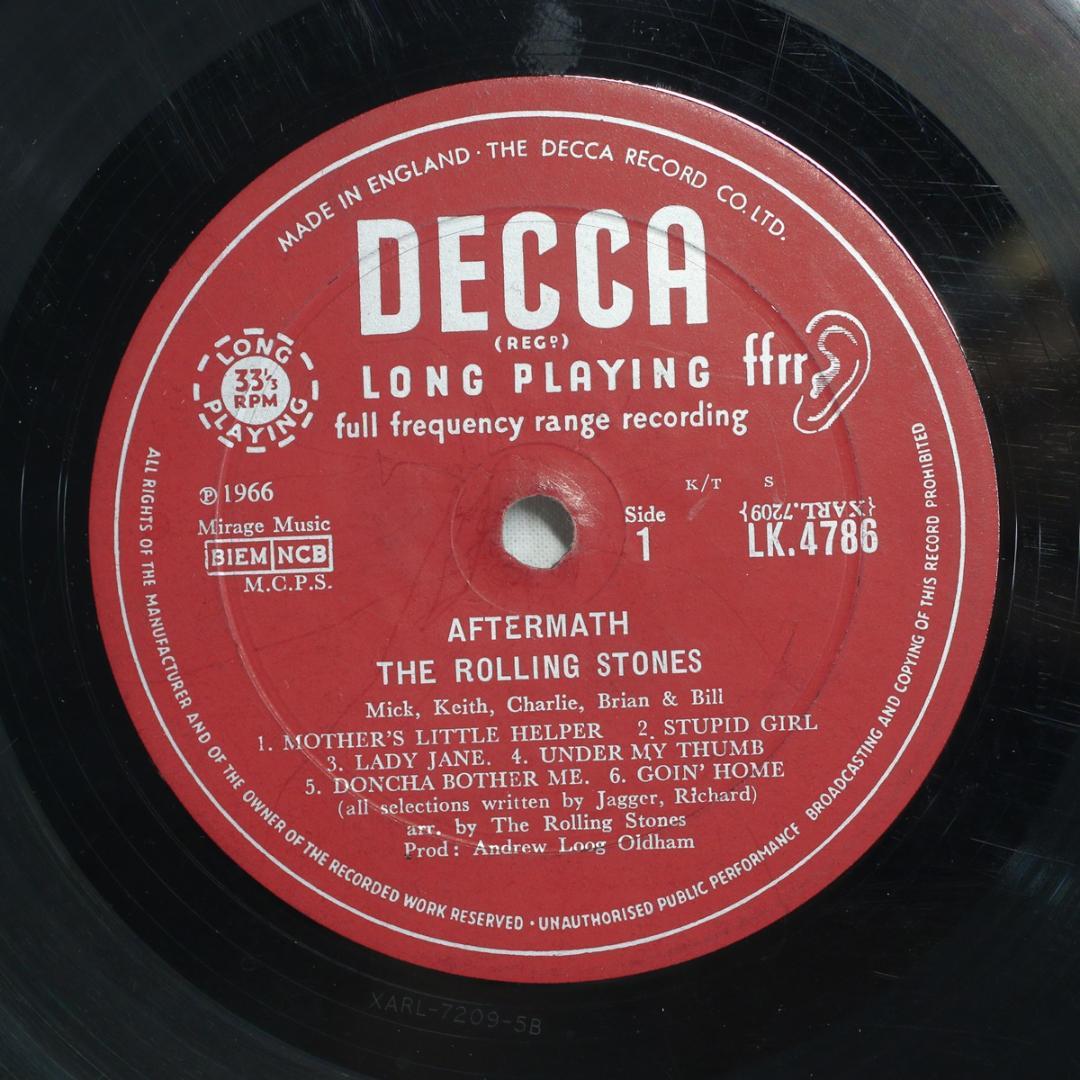 MADE IN ENGLAND · THE DECCA RECORD CO. LTD.
DECCA
(REGD)
LONG PLAYING
ffrr
full frequency range recording
LONG
33⅓
RPM
PLAYING
℗ 1966
Mirage Music
BIEM NCB
M.C.P.S.
Side
1
K/T S
{XARL.7209}
LK.4786
AFTERMATH
THE ROLLING STONES
Mick, Keith, Charlie, Brian & Bill
1. MOTHER'S LITTLE HELPER 2. STUPID GIRL
3. LADY JANE. 4. UNDER MY THUMB
5. DONCHA BOTHER ME. 6. GOIN' HOME
(all selections written by Jagger, Richard)
arr. by The Rolling Stones
Prod: Andrew Loog Oldham
ALL RIGHTS OF THE MANUFACTURER AND OF THE OWNER OF THE RECORDED WORK RESERVED · UNAUTHORISED PUBLIC PERFORMANCE BROADCASTING AND COPYING OF THIS RECORD PROHIBITED
XARL-7209-5B